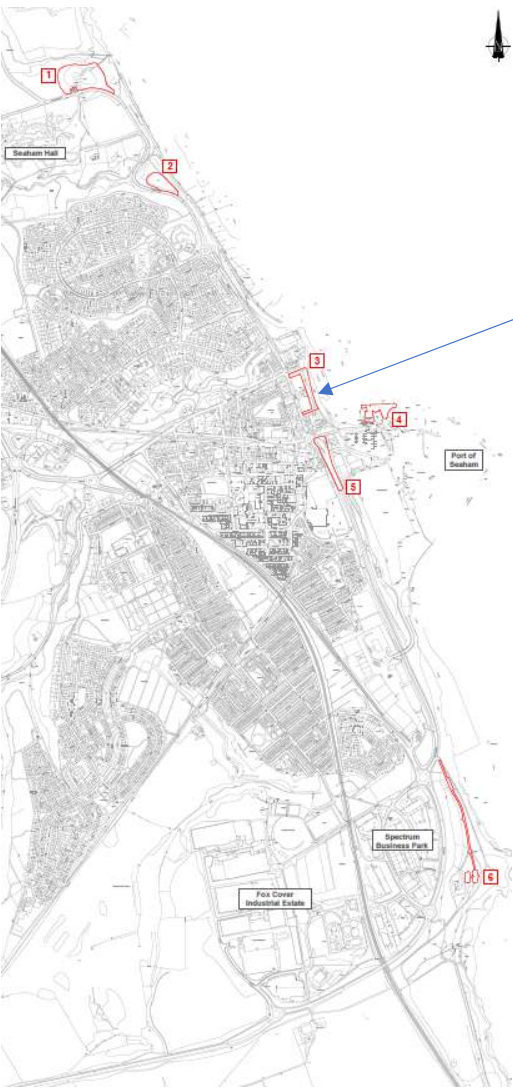 1
Seaham Hall
2
3
4
Port of
Seaham
5
Spectrum
Business Park
6
Fox Cover
Industrial Estate